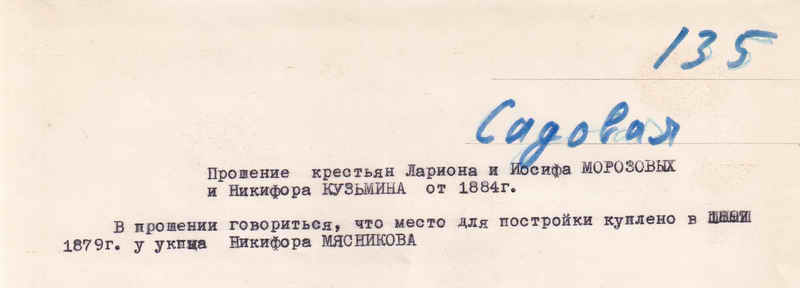 135
Садовая
Прошение крестьян Лариона и Иосифа МОРОЗОВЫХ
и Никифора КУЗЬМИНА от 1884г.
В прошении говориться, что место для постройки куплено в
1879г. у укпца Никифора МЯСНИКОВА